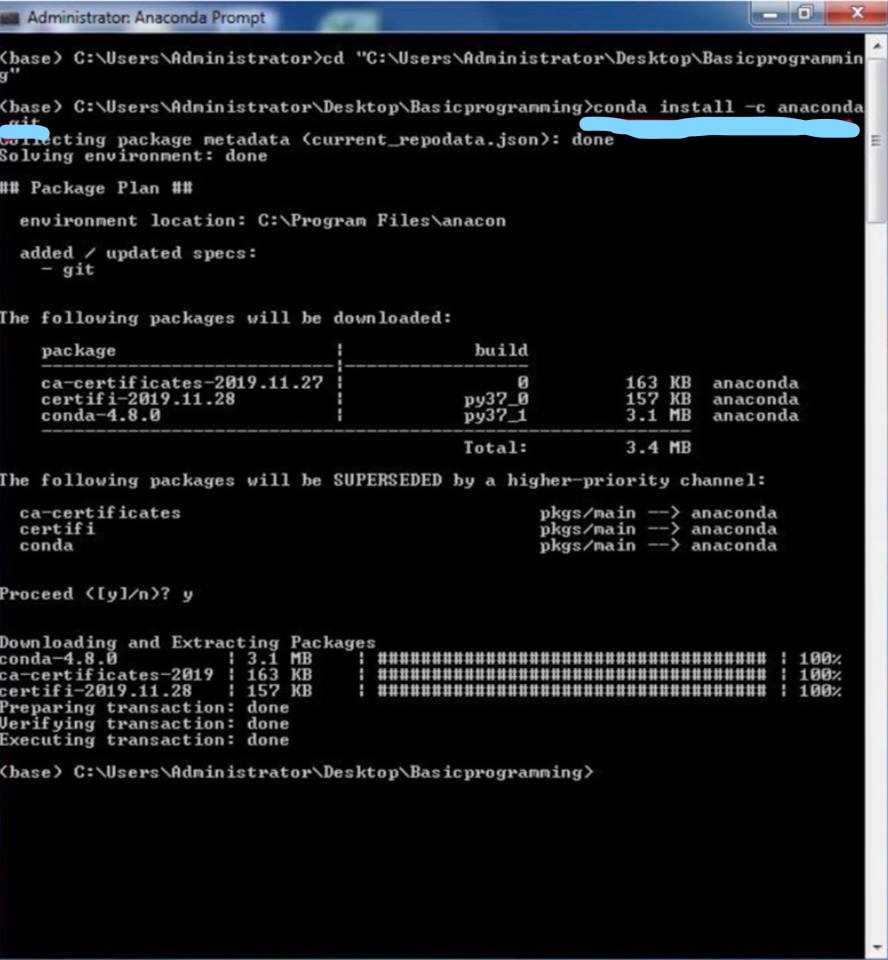 Administrator: Anaconda Prompt
(base) C:\Users\Administrator>cd "C:\Users\Administrator\Desktop\Basicprogrammin
g"
(base) C:\Users\Administrator\Desktop\Basicprogramming>conda install -c anaconda
git
Collecting package metadata (current_repodata.json): done
Solving environment: done
## Package Plan ##
environment location: C:\Program Files\anacon
added / updated specs:
- git
The following packages will be downloaded:
package | build
---------------------------|-----------------
ca-certificates-2019.11.27 | 0 163 KB anaconda
certifi-2019.11.28 | py37_0 157 KB anaconda
conda-4.8.0 | py37_1 3.1 MB anaconda
------------------------------------------------------------
Total: 3.4 MB
The following packages will be SUPERSEDED by a higher-priority channel:
ca-certificates pkgs/main --> anaconda
certifi pkgs/main --> anaconda
conda pkgs/main --> anaconda
Proceed ([y]/n)? y
Downloading and Extracting Packages
conda-4.8.0 | 3.1 MB | #################################### | 100%
ca-certificates-2019 | 163 KB | #################################### | 100%
certifi-2019.11.28 | 157 KB | #################################### | 100%
Preparing transaction: done
Verifying transaction: done
Executing transaction: done
(base) C:\Users\Administrator\Desktop\Basicprogramming>